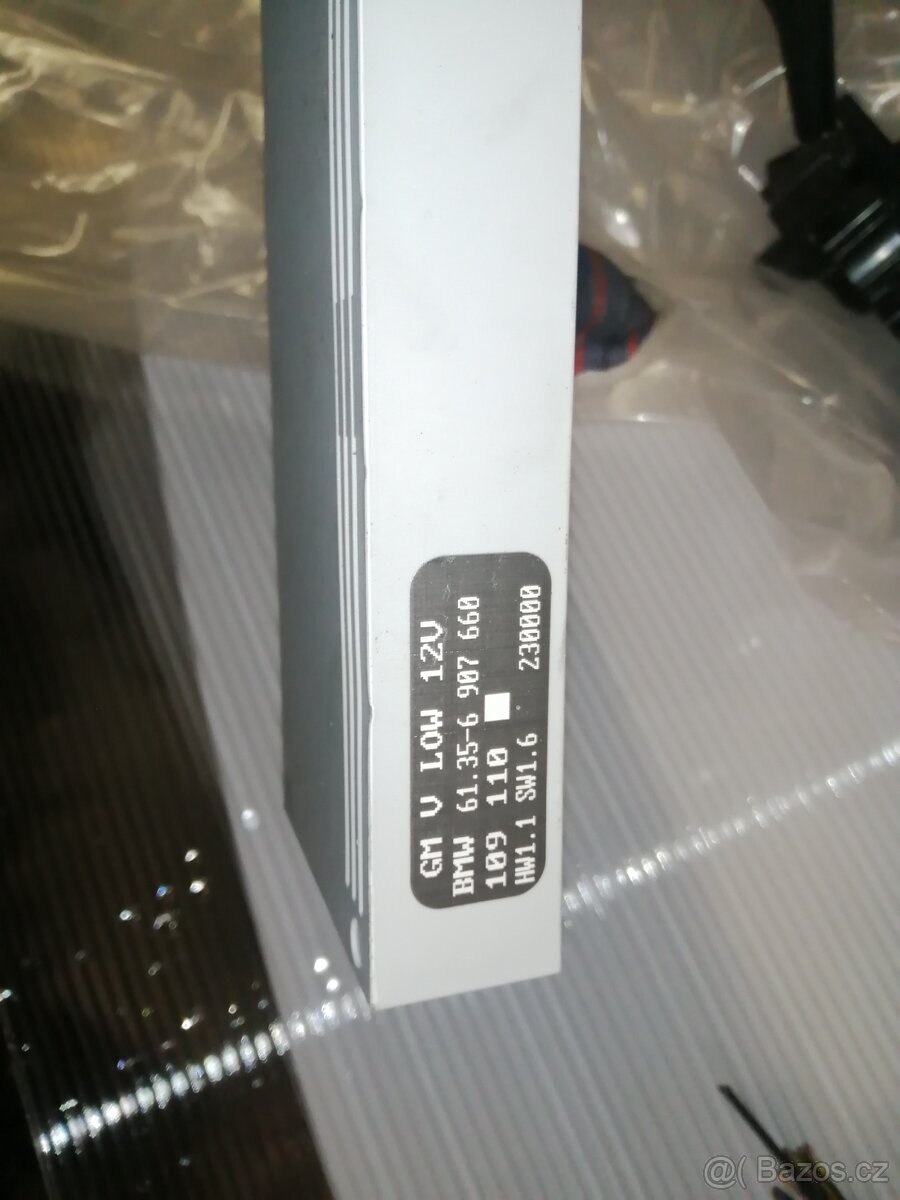 GM V LOW 12V
BMW 61.35-6 907 660
109 110
HW1.1 SW1.6 230000
@( Bazos.cz